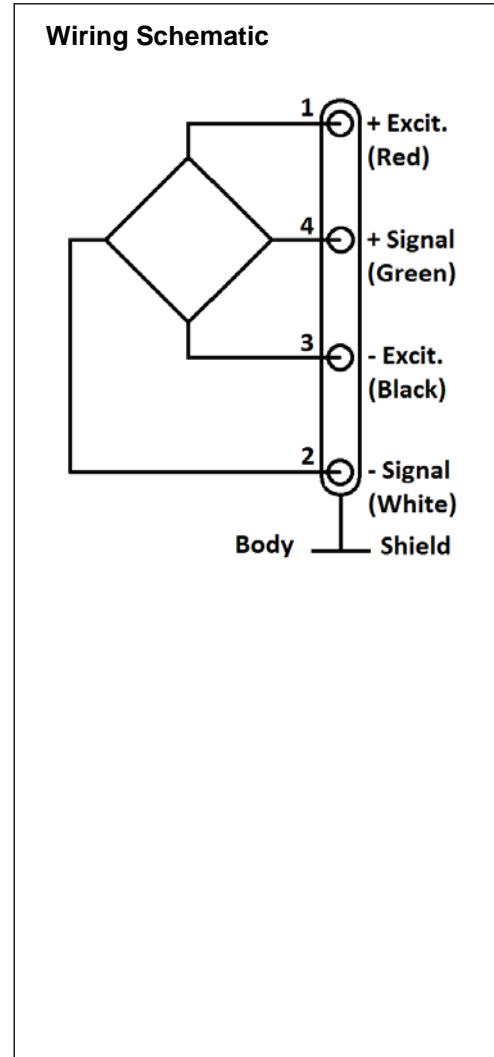 Wiring Schematic
1
+ Excit.
(Red)
4
+ Signal
(Green)
3
- Excit.
(Black)
2
- Signal
(White)
Body
Shield